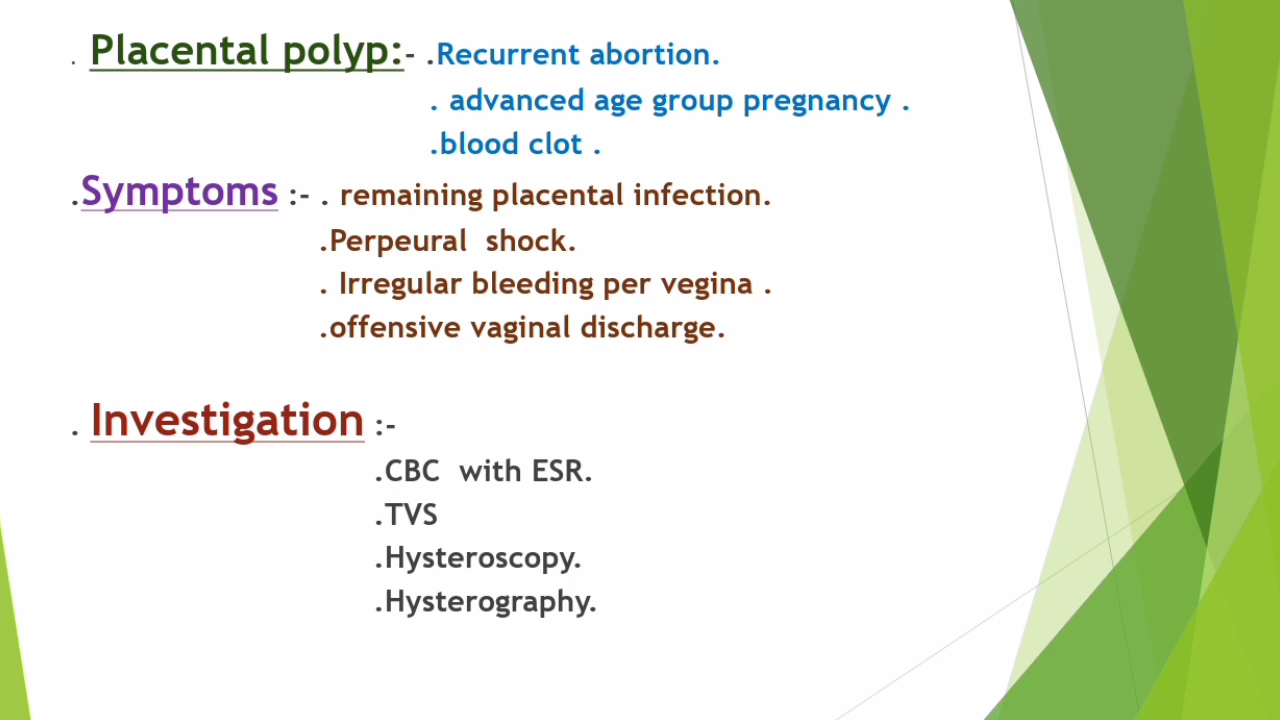 . Placental polyp:- .Recurrent abortion.
. advanced age group pregnancy .
.blood clot .
.Symptoms :- . remaining placental infection.
.Perpeural shock.
. Irregular bleeding per vegina .
.offensive vaginal discharge.
. Investigation :-
.CBC with ESR.
.TVS
.Hysteroscopy.
.Hysterography.